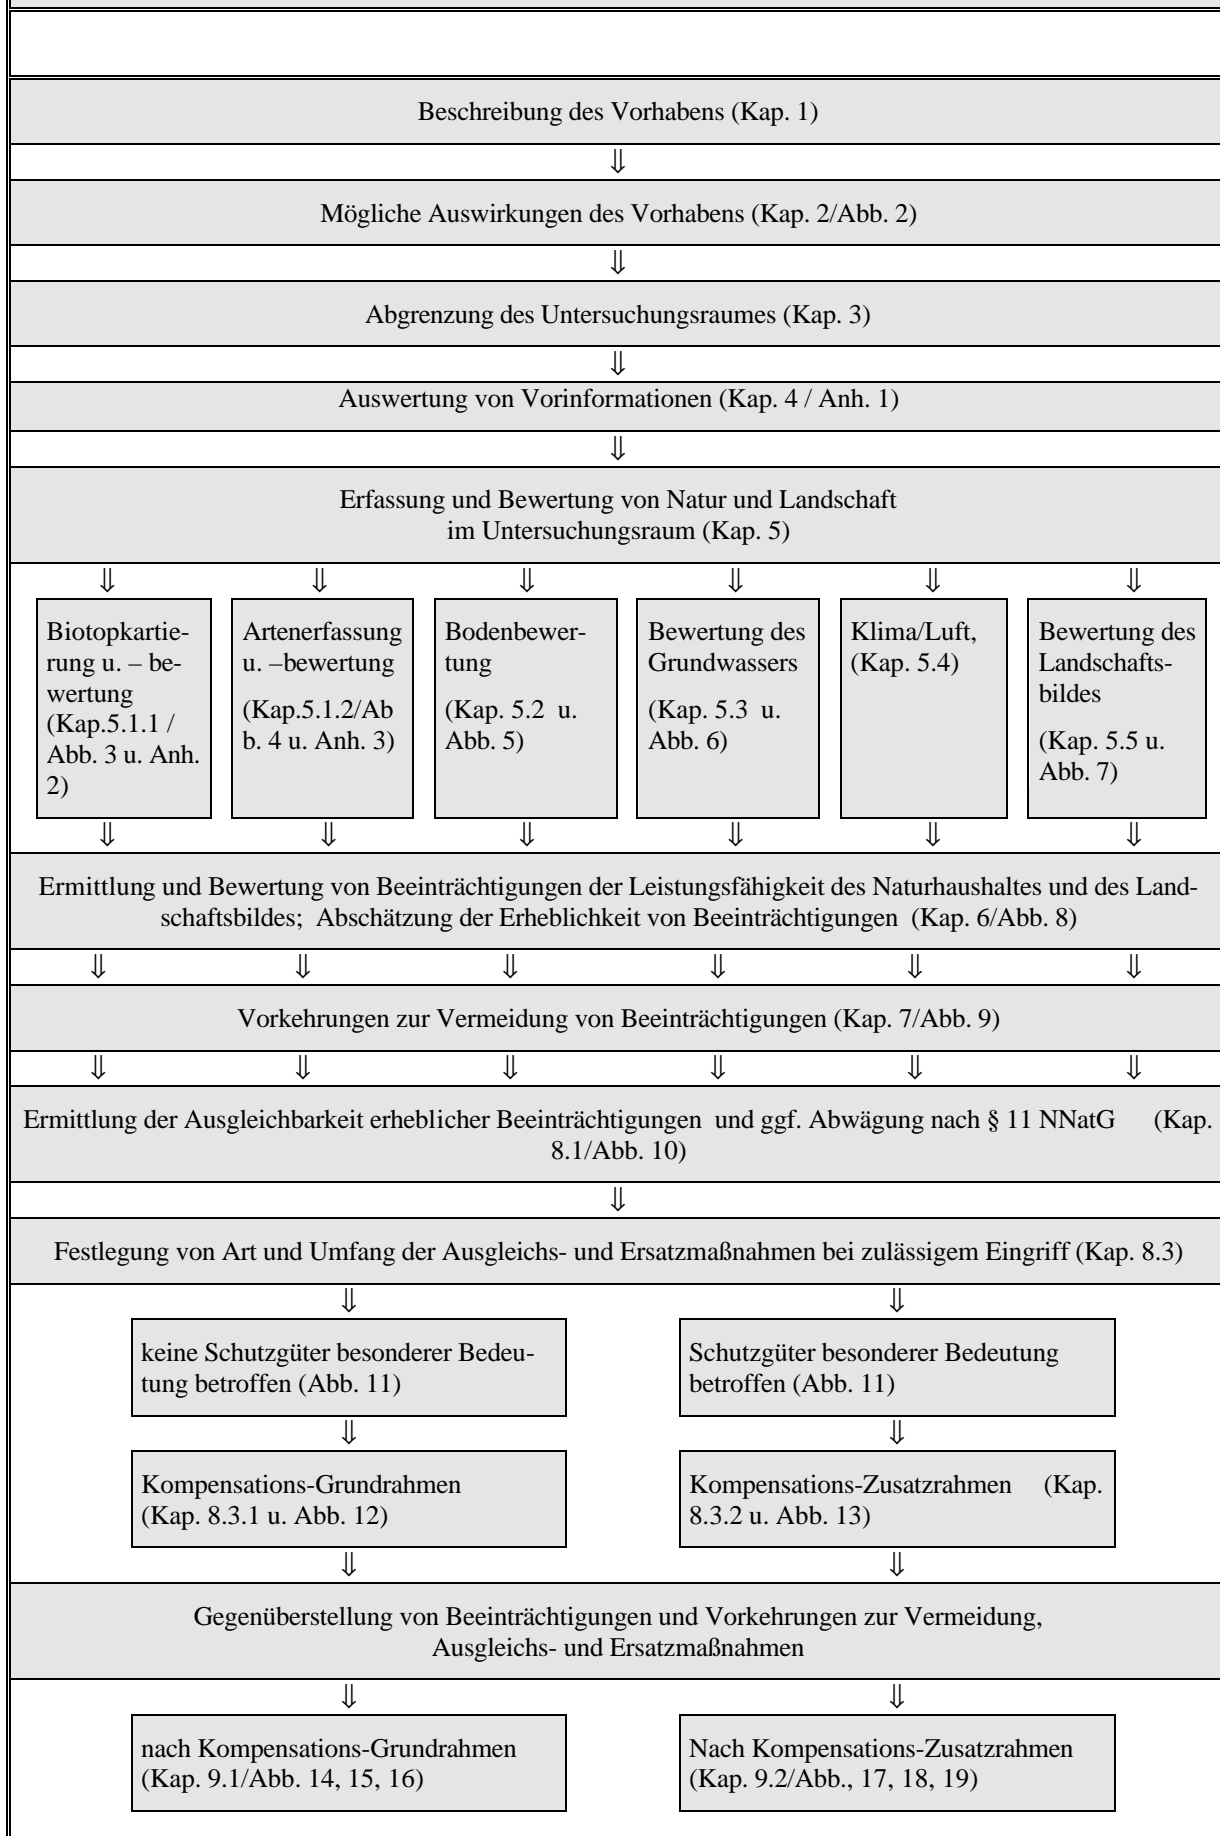 Beschreibung des Vorhabens (Kap. 1)
⇓
Mögliche Auswirkungen des Vorhabens (Kap. 2/Abb. 2)
⇓
Abgrenzung des Untersuchungsraumes (Kap. 3)
⇓
Auswertung von Vorinformationen (Kap. 4 / Anh. 1)
⇓
Erfassung und Bewertung von Natur und Landschaft
im Untersuchungsraum (Kap. 5)
⇓ ⇓ ⇓ ⇓ ⇓ ⇓
Biotopkartie-
rung u. – be-
wertung
(Kap.5.1.1 /
Abb. 3 u. Anh.
2)
Artenerfassung
u. –bewertung
(Kap.5.1.2/Ab
b. 4 u. Anh. 3)
Bodenbewer-
tung
(Kap. 5.2 u.
Abb. 5)
Bewertung des
Grundwassers
(Kap. 5.3 u.
Abb. 6)
Klima/Luft,
(Kap. 5.4)
Bewertung des
Landschafts-
bildes
(Kap. 5.5 u.
Abb. 7)
⇓ ⇓ ⇓ ⇓ ⇓ ⇓
Ermittlung und Bewertung von Beeinträchtigungen der Leistungsfähigkeit des Naturhaushaltes und des Land-
schaftsbildes; Abschätzung der Erheblichkeit von Beeinträchtigungen (Kap. 6/Abb. 8)
⇓ ⇓ ⇓ ⇓ ⇓ ⇓
Vorkehrungen zur Vermeidung von Beeinträchtigungen (Kap. 7/Abb. 9)
⇓ ⇓ ⇓ ⇓ ⇓ ⇓
Ermittlung der Ausgleichbarkeit erheblicher Beeinträchtigungen und ggf. Abwägung nach § 11 NNatG (Kap.
8.1/Abb. 10)
⇓
Festlegung von Art und Umfang der Ausgleichs- und Ersatzmaßnahmen bei zulässigem Eingriff (Kap. 8.3)
⇓ ⇓
keine Schutzgüter besonderer Bedeu-
tung betroffen (Abb. 11)
Schutzgüter besonderer Bedeutung
betroffen (Abb. 11)
⇓ ⇓
Kompensations-Grundrahmen
(Kap. 8.3.1 u. Abb. 12)
Kompensations-Zusatzrahmen (Kap.
8.3.2 u. Abb. 13)
⇓ ⇓
Gegenüberstellung von Beeinträchtigungen und Vorkehrungen zur Vermeidung,
Ausgleichs- und Ersatzmaßnahmen
⇓ ⇓
nach Kompensations-Grundrahmen
(Kap. 9.1/Abb. 14, 15, 16)
Nach Kompensations-Zusatzrahmen
(Kap. 9.2/Abb., 17, 18, 19)